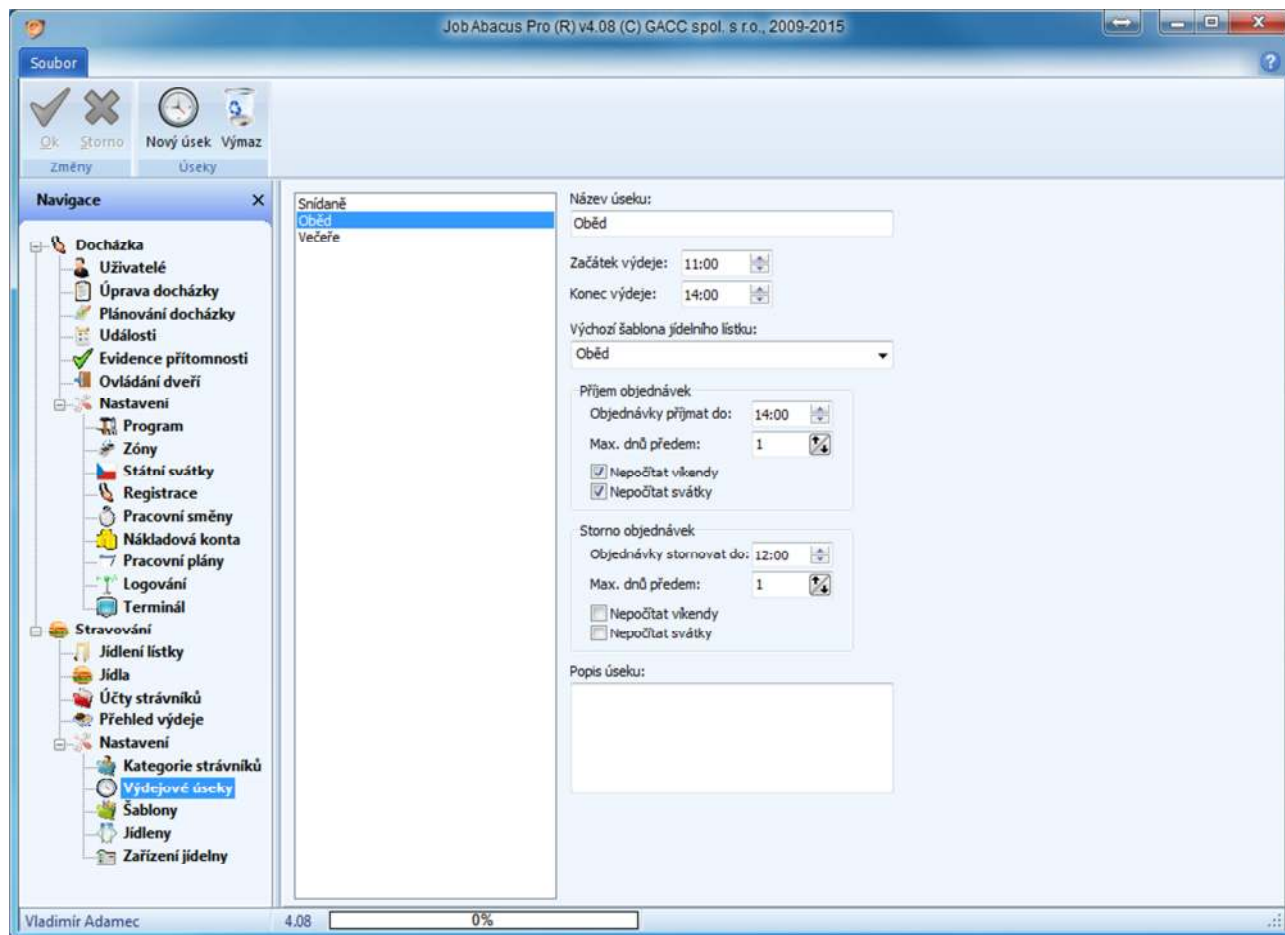 Job Abacus Pro (R) v4.08 (C) GACC spol. s r.o., 2009-2015
Soubor
Ok Storno Nový úsek Výmaz
Změny Úseky
Navigace
Docházka
Uživatelé
Úprava docházky
Plánování docházky
Události
Evidence přítomnosti
Ovládání dveří
Nastavení
Program
Zóny
Státní svátky
Registrace
Pracovní směny
Nákladová konta
Pracovní plány
Logování
Terminál
Stravování
Jídlení lístky
Jídla
Účty strávníků
Přehled výdeje
Nastavení
Kategorie strávníků
Výdejové úseky
Šablony
Jídleny
Zařízení jídelny
Snídaně
Oběd
Večeře
Název úseku:
Oběd
Začátek výdeje: 11:00
Konec výdeje: 14:00
Výchozí šablona jídelního lístku:
Oběd
Příjem objednávek
Objednávky příjmat do: 14:00
Max. dnů předem: 1
Nepočítat víkendy
Nepočítat svátky
Storno objednávek
Objednávky stornovat do: 12:00
Max. dnů předem: 1
Nepočítat víkendy
Nepočítat svátky
Popis úseku:
Vladimír Adamec 4.08 0%